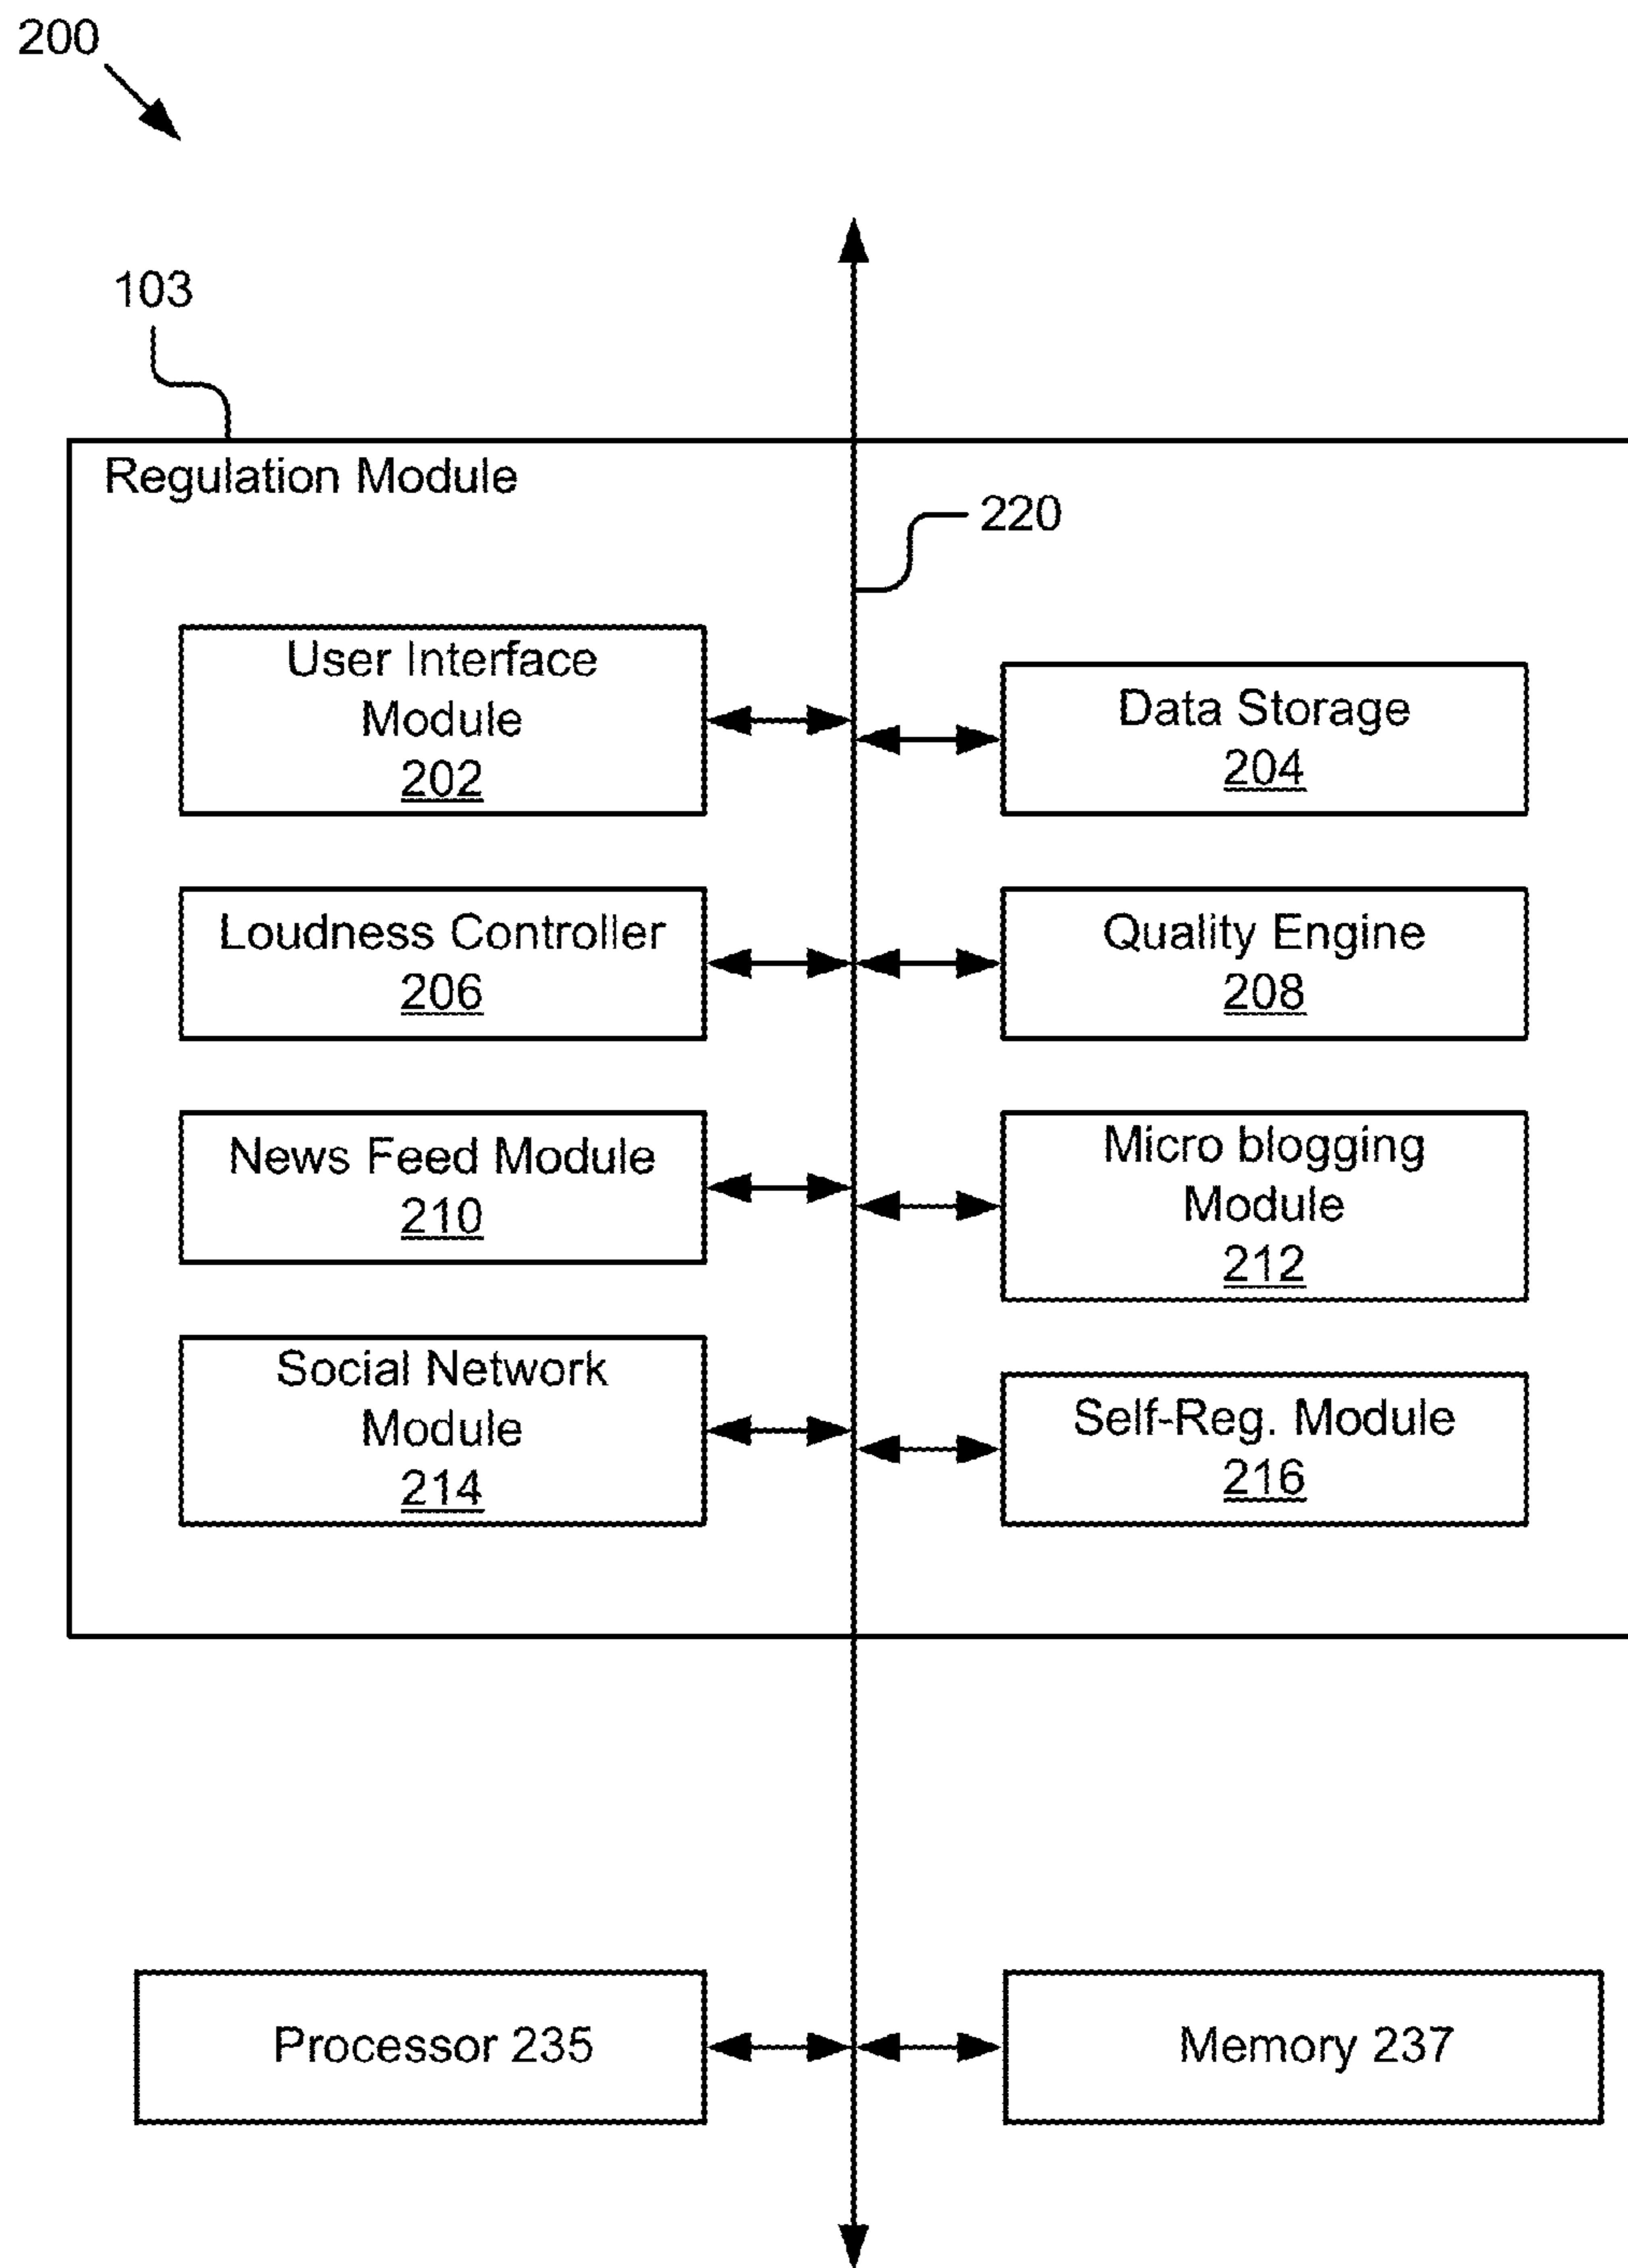 200
103
Regulation Module
220
User Interface
Module
202
Data Storage
204
Loudness Controller
206
Quality Engine
208
News Feed Module
210
Micro blogging
Module
212
Social Network
Module
214
Self-Reg. Module
216
Processor 235
Memory 237